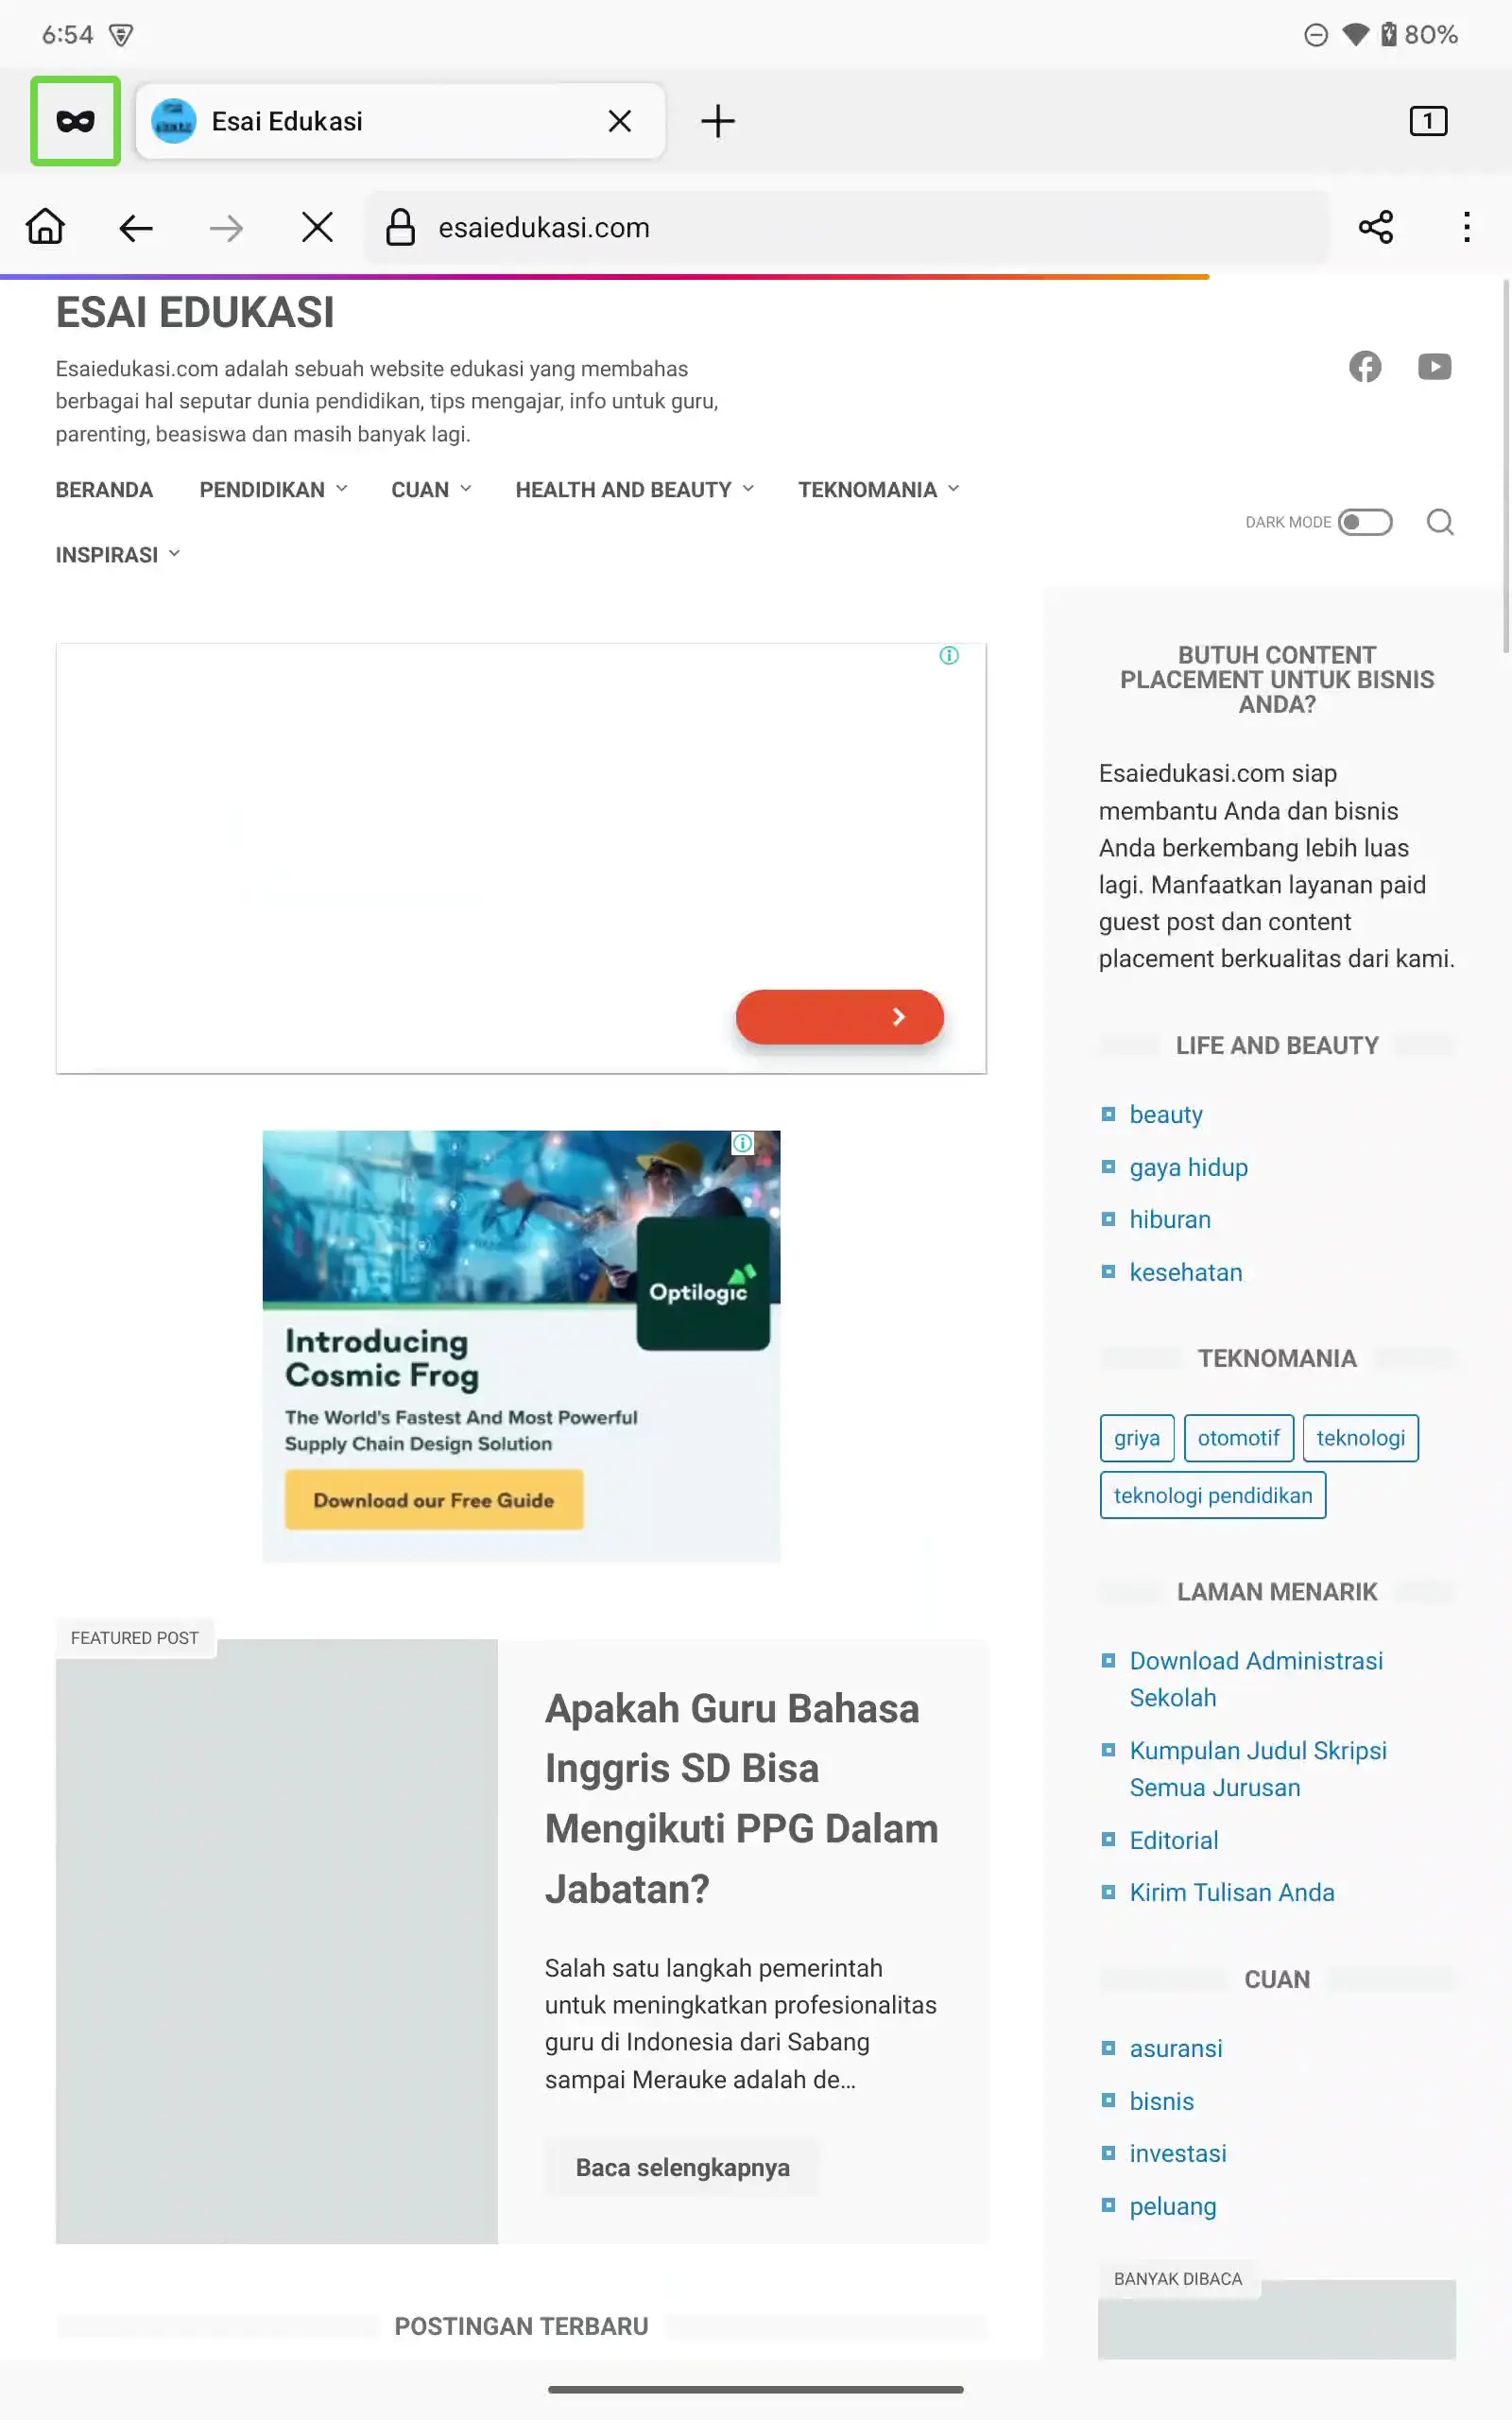 6:54
80%
Esai Edukasi
1
esaiedukasi.com
ESAI EDUKASI
Esaiedukasi.com adalah sebuah website edukasi yang membahas
berbagai hal seputar dunia pendidikan, tips mengajar, info untuk guru,
parenting, beasiswa dan masih banyak lagi.
BERANDA PENDIDIKAN CUAN HEALTH AND BEAUTY TEKNOMANIA
INSPIRASI
DARK MODE
Optilogic
Introducing
Cosmic Frog
The World's Fastest And Most Powerful
Supply Chain Design Solution
Download our Free Guide
FEATURED POST
Apakah Guru Bahasa
Inggris SD Bisa
Mengikuti PPG Dalam
Jabatan?
Salah satu langkah pemerintah
untuk meningkatkan profesionalitas
guru di Indonesia dari Sabang
sampai Merauke adalah de…
Baca selengkapnya
POSTINGAN TERBARU
BUTUH CONTENT
PLACEMENT UNTUK BISNIS
ANDA?
Esaiedukasi.com siap
membantu Anda dan bisnis
Anda berkembang lebih luas
lagi. Manfaatkan layanan paid
guest post dan content
placement berkualitas dari kami.
LIFE AND BEAUTY
beauty
gaya hidup
hiburan
kesehatan
TEKNOMANIA
griya otomotif teknologi
teknologi pendidikan
LAMAN MENARIK
Download Administrasi
Sekolah
Kumpulan Judul Skripsi
Semua Jurusan
Editorial
Kirim Tulisan Anda
CUAN
asuransi
bisnis
investasi
peluang
BANYAK DIBACA